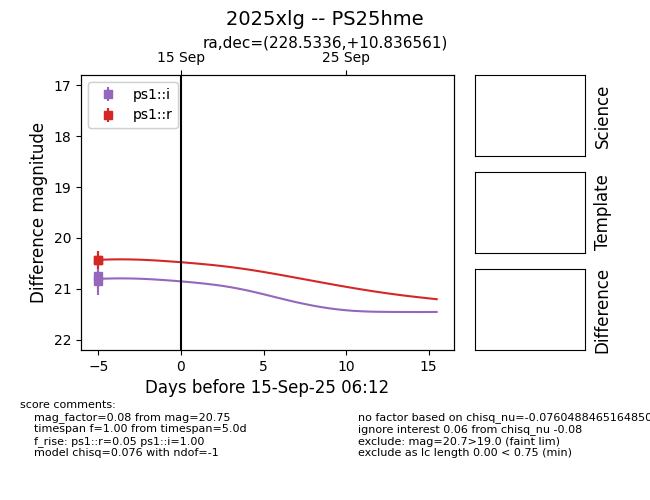 2025xlg -- PS25hme
ra,dec=(228.5336,+10.836561)
15 Sep
25 Sep
17
18
19
20
21
22
Difference magnitude
ps1::i
ps1::r
−5
0
5
10
15
Days before 15-Sep-25 06:12
Science
Template
Difference
score comments:
mag_factor=0.08 from mag=20.75
timespan f=1.00 from timespan=5.0d
f_rise: ps1::r=0.05 ps1::i=1.00
model chisq=0.076 with ndof=-1
no factor based on chisq_nu=-0.0760488465164850
ignore interest 0.06 from chisq_nu -0.08
exclude: mag=20.7>19.0 (faint lim)
exclude as lc length 0.00 < 0.75 (min)